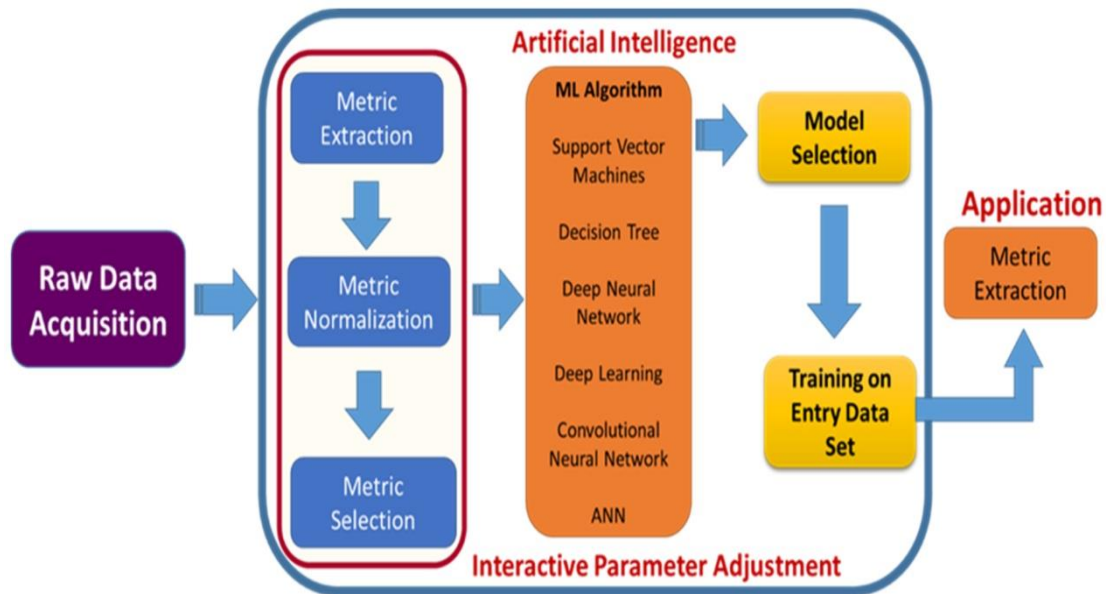 Artificial Intelligence
Raw Data
Acquisition
Metric
Extraction
Metric
Normalization
Metric
Selection
ML Algorithm
Support Vector
Machines
Decision Tree
Deep Neural
Network
Deep Learning
Convolutional
Neural Network
ANN
Model
Selection
Training on
Entry Data
Set
Interactive Parameter Adjustment
Application
Metric
Extraction